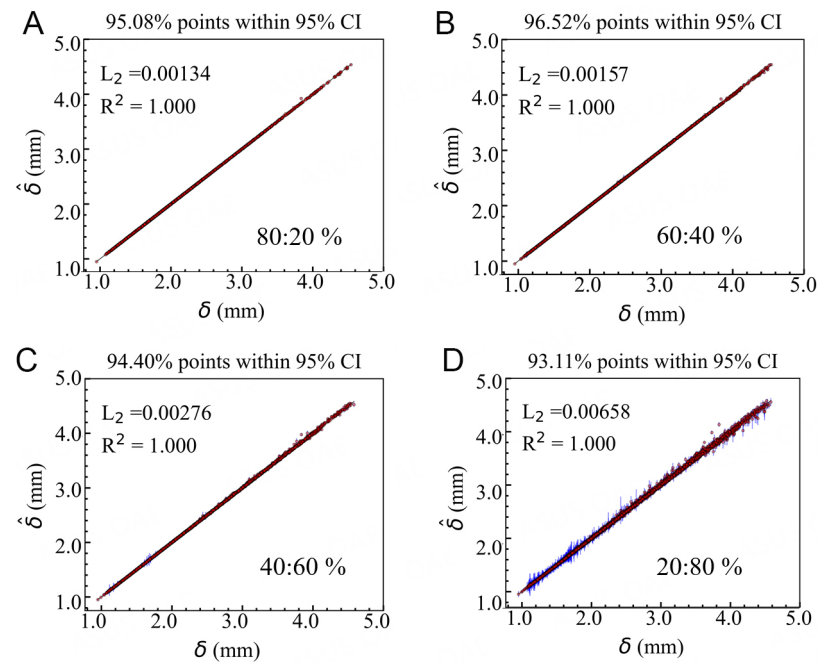 A
95.08% points within 95% CI
5.0
4.0
3.0
2.0
1.0
L2 =0.00134
R² = 1.000
80:20 %
δ̂ (mm)
1.0 2.0 3.0 4.0 5.0
δ (mm)
B
96.52% points within 95% CI
5.0
4.0
3.0
2.0
1.0
L2 =0.00157
R² = 1.000
60:40 %
δ̂ (mm)
1.0 2.0 3.0 4.0 5.0
δ (mm)
C
94.40% points within 95% CI
5.0
4.0
3.0
2.0
1.0
L2 =0.00276
R² = 1.000
40:60 %
δ̂ (mm)
1.0 2.0 3.0 4.0 5.0
δ (mm)
D
93.11% points within 95% CI
5.0
4.0
3.0
2.0
1.0
L2 =0.00658
R² = 1.000
20:80 %
δ̂ (mm)
1.0 2.0 3.0 4.0 5.0
δ (mm)